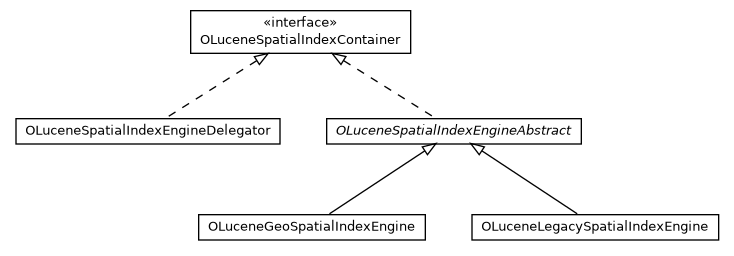 «interface»
OLuceneSpatialIndexContainer
OLuceneSpatialIndexEngineDelegator
OLuceneSpatialIndexEngineAbstract
OLuceneGeoSpatialIndexEngine
OLuceneLegacySpatialIndexEngine